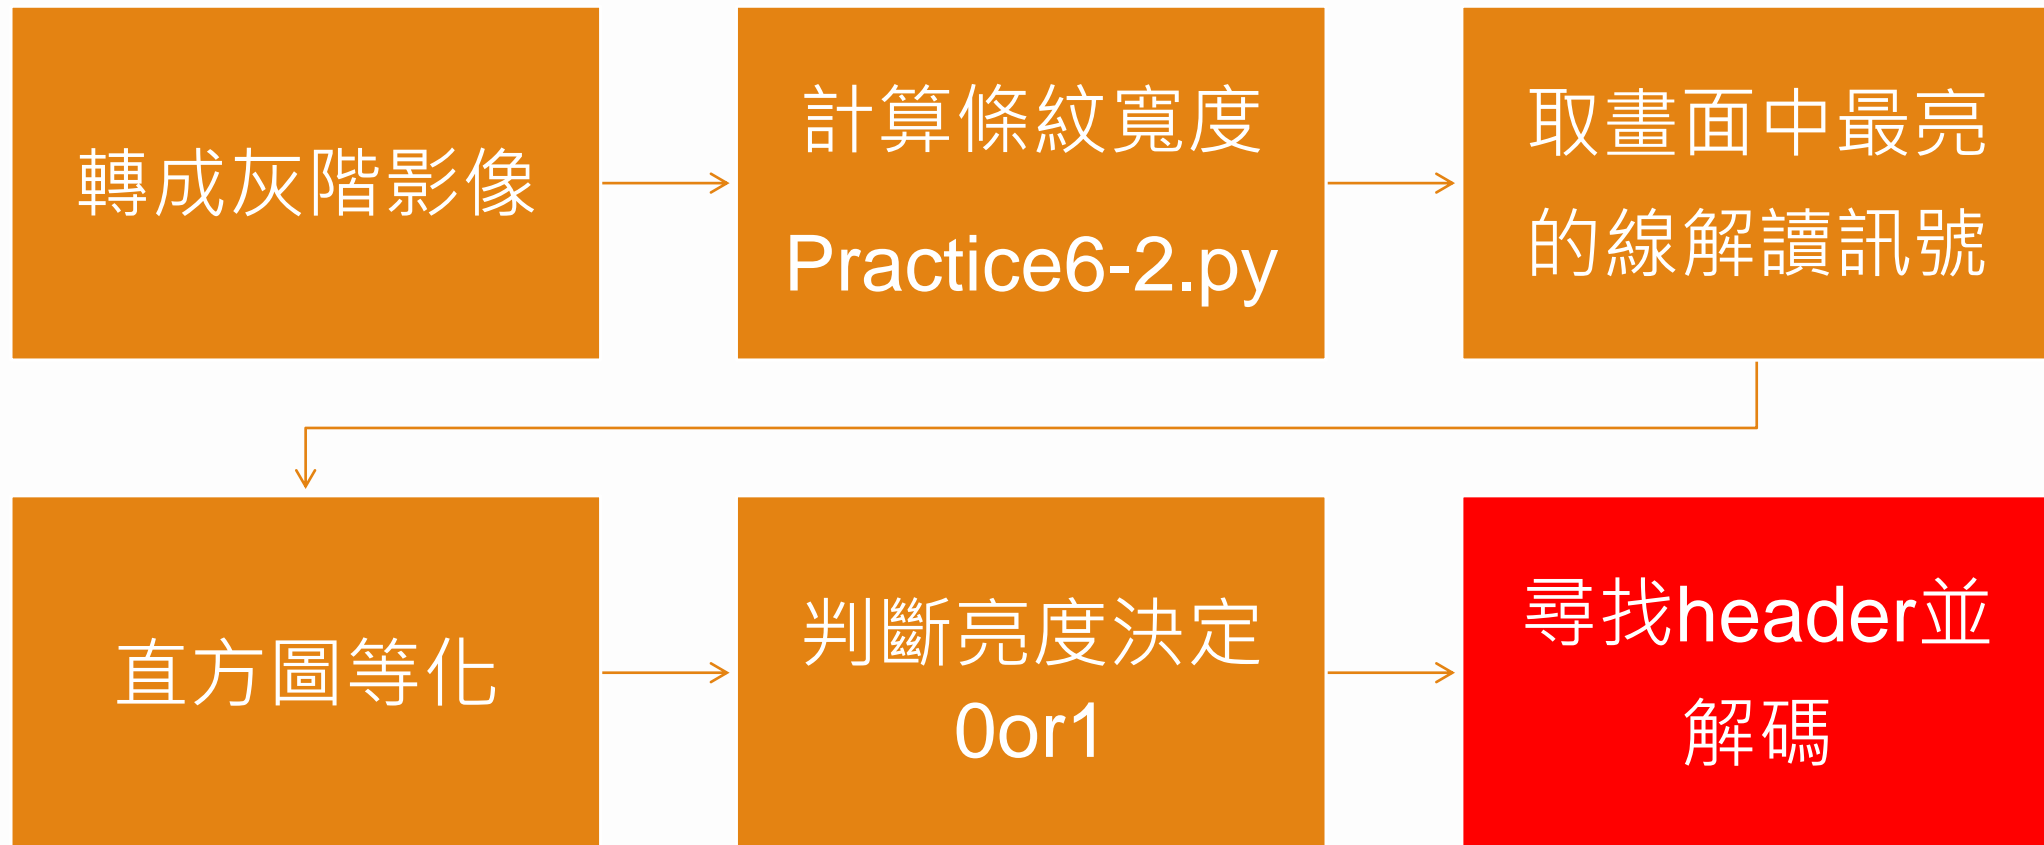 轉成灰階影像
計算條紋寬度
Practice6-2.py
取畫面中最亮
的線解讀訊號
直方圖等化
判斷亮度決定
0or1
尋找header並
解碼